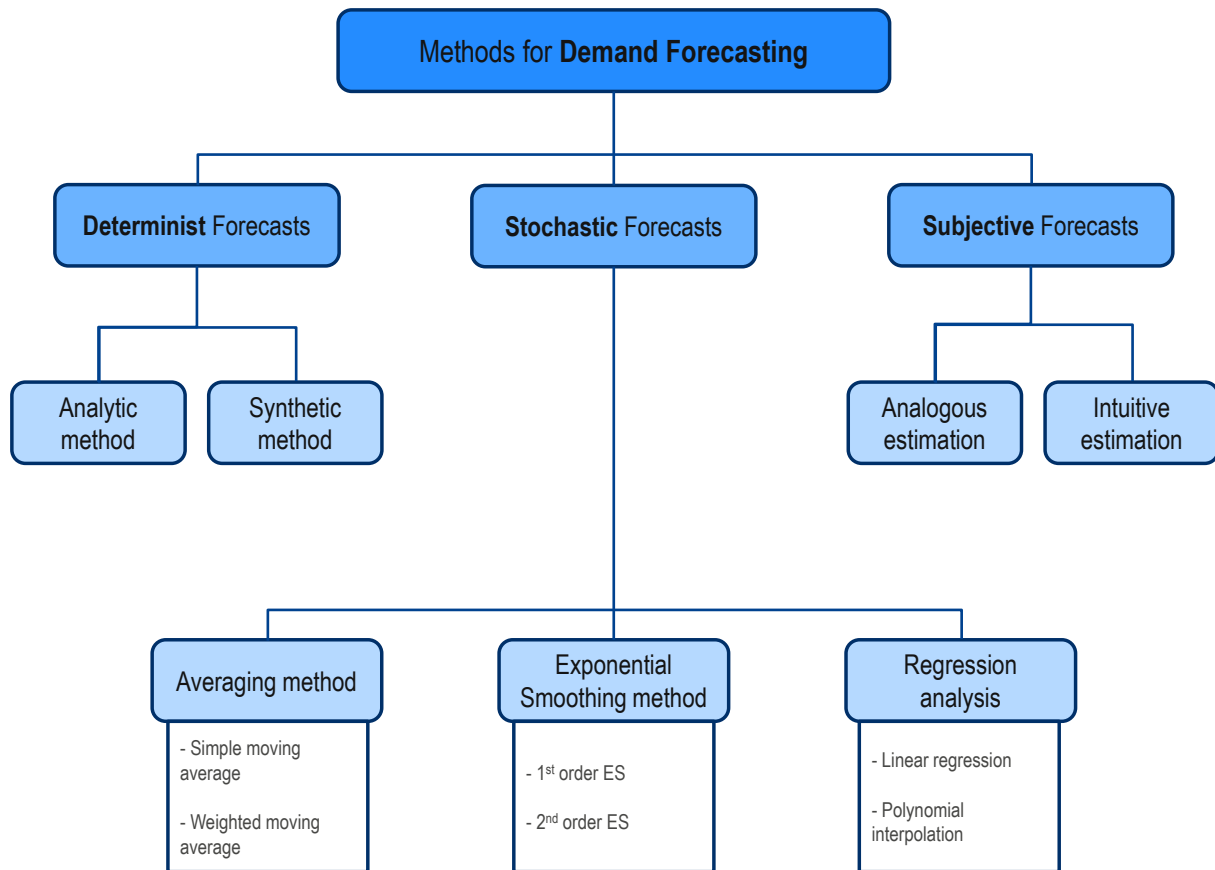 Methods for Demand Forecasting
Determinist Forecasts
Stochastic Forecasts
Subjective Forecasts
Analytic
method
Synthetic
method
Analogous
estimation
Intuitive
estimation
Averaging method
- Simple moving
average
- Weighted moving
average
Exponential
Smoothing method
- 1st order ES
- 2nd order ES
Regression
analysis
- Linear regression
- Polynomial
interpolation